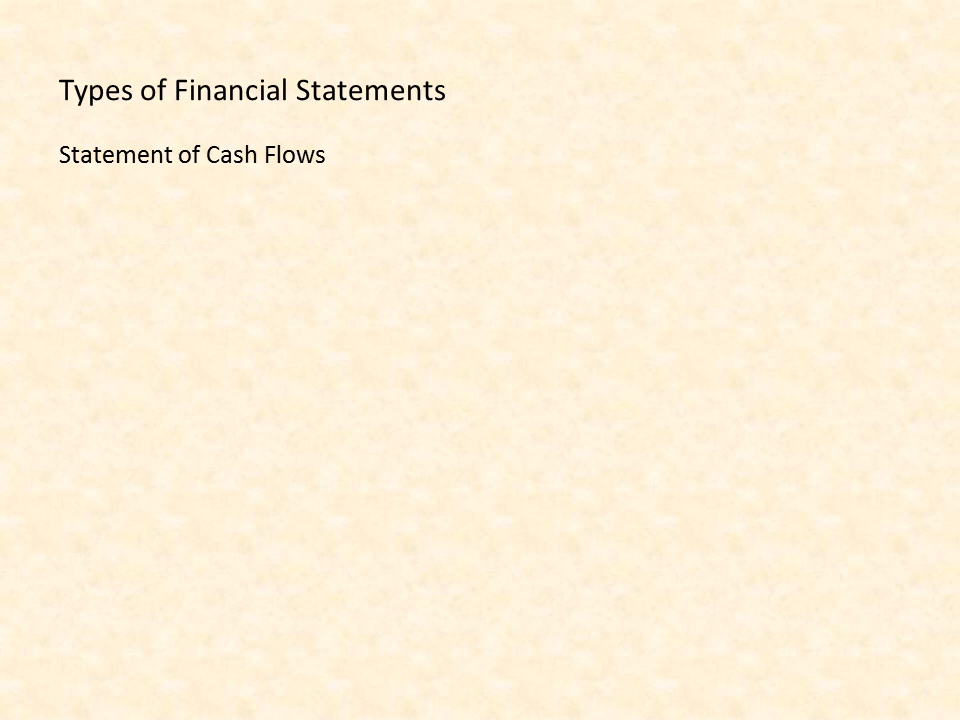 Types of Financial Statements
Statement of Cash Flows